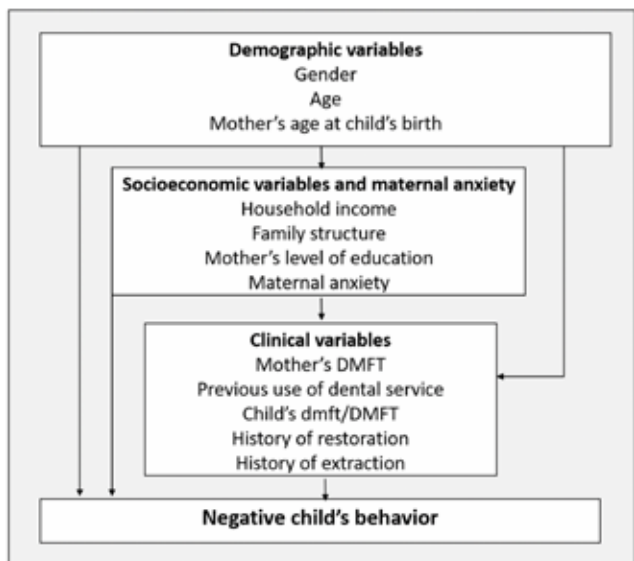 Demographic variables
Gender
Age
Mother's age at child's birth
Socioeconomic variables and maternal anxiety
Household income
Family structure
Mother's level of education
Maternal anxiety
Clinical variables
Mother's DMFT
Previous use of dental service
Child's dmft/DMFT
History of restoration
History of extraction
Negative child's behavior